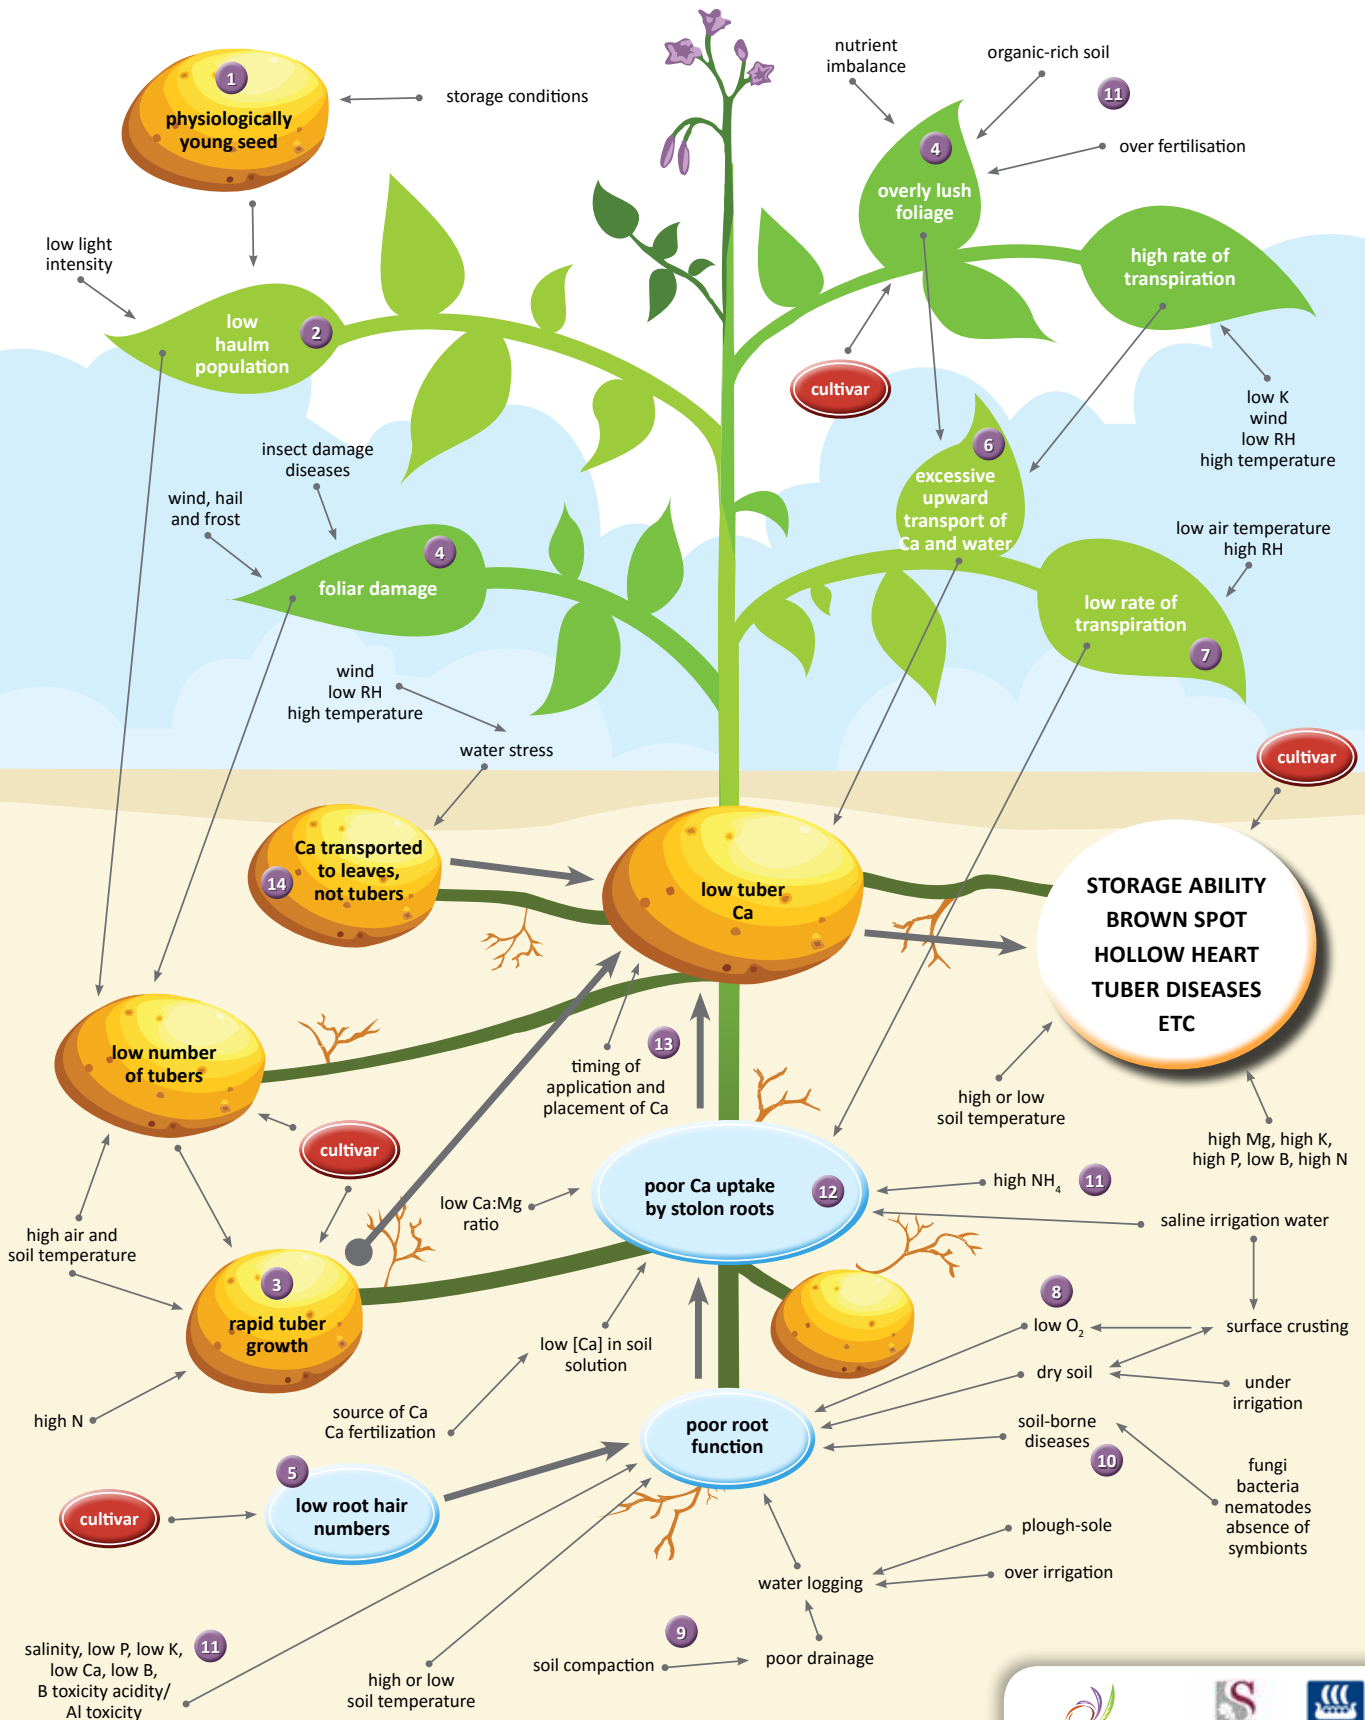 1
physiologically
young seed
storage conditions
nutrient
imbalance
organic-rich soil
11
over fertilisation
4
overly lush
foliage
high rate of
transpiration
low light
intensity
low
haulm
population
2
cultivar
low K
wind
low RH
high temperature
insect damage
diseases
wind, hail
and frost
4
foliar damage
6
excessive
upward
transport of
Ca and water
low air temperature
high RH
low rate of
transpiration
7
wind
low RH
high temperature
water stress
cultivar
Ca transported
to leaves,
not tubers
14
low tuber
Ca
STORAGE ABILITY
BROWN SPOT
HOLLOW HEART
TUBER DISEASES
ETC
low number
of tubers
13
timing of
application and
placement of Ca
high or low
soil temperature
high Mg, high K,
high P, low B, high N
cultivar
poor Ca uptake
by stolon roots
12
high NH4
11
low Ca:Mg
ratio
saline irrigation water
high air and
soil temperature
3
rapid tuber
growth
8
low O2
surface crusting
low [Ca] in soil
solution
dry soil
under
irrigation
high N
source of Ca
Ca fertilization
poor root
function
soil-borne
diseases
10
fungi
bacteria
nematodes
absence of
symbionts
5
low root hair
numbers
cultivar
plough-sole
over irrigation
water logging
9
soil compaction
poor drainage
salinity, low P, low K,
low Ca, low B,
B toxicity acidity/
Al toxicity
11
high or low
soil temperature
S